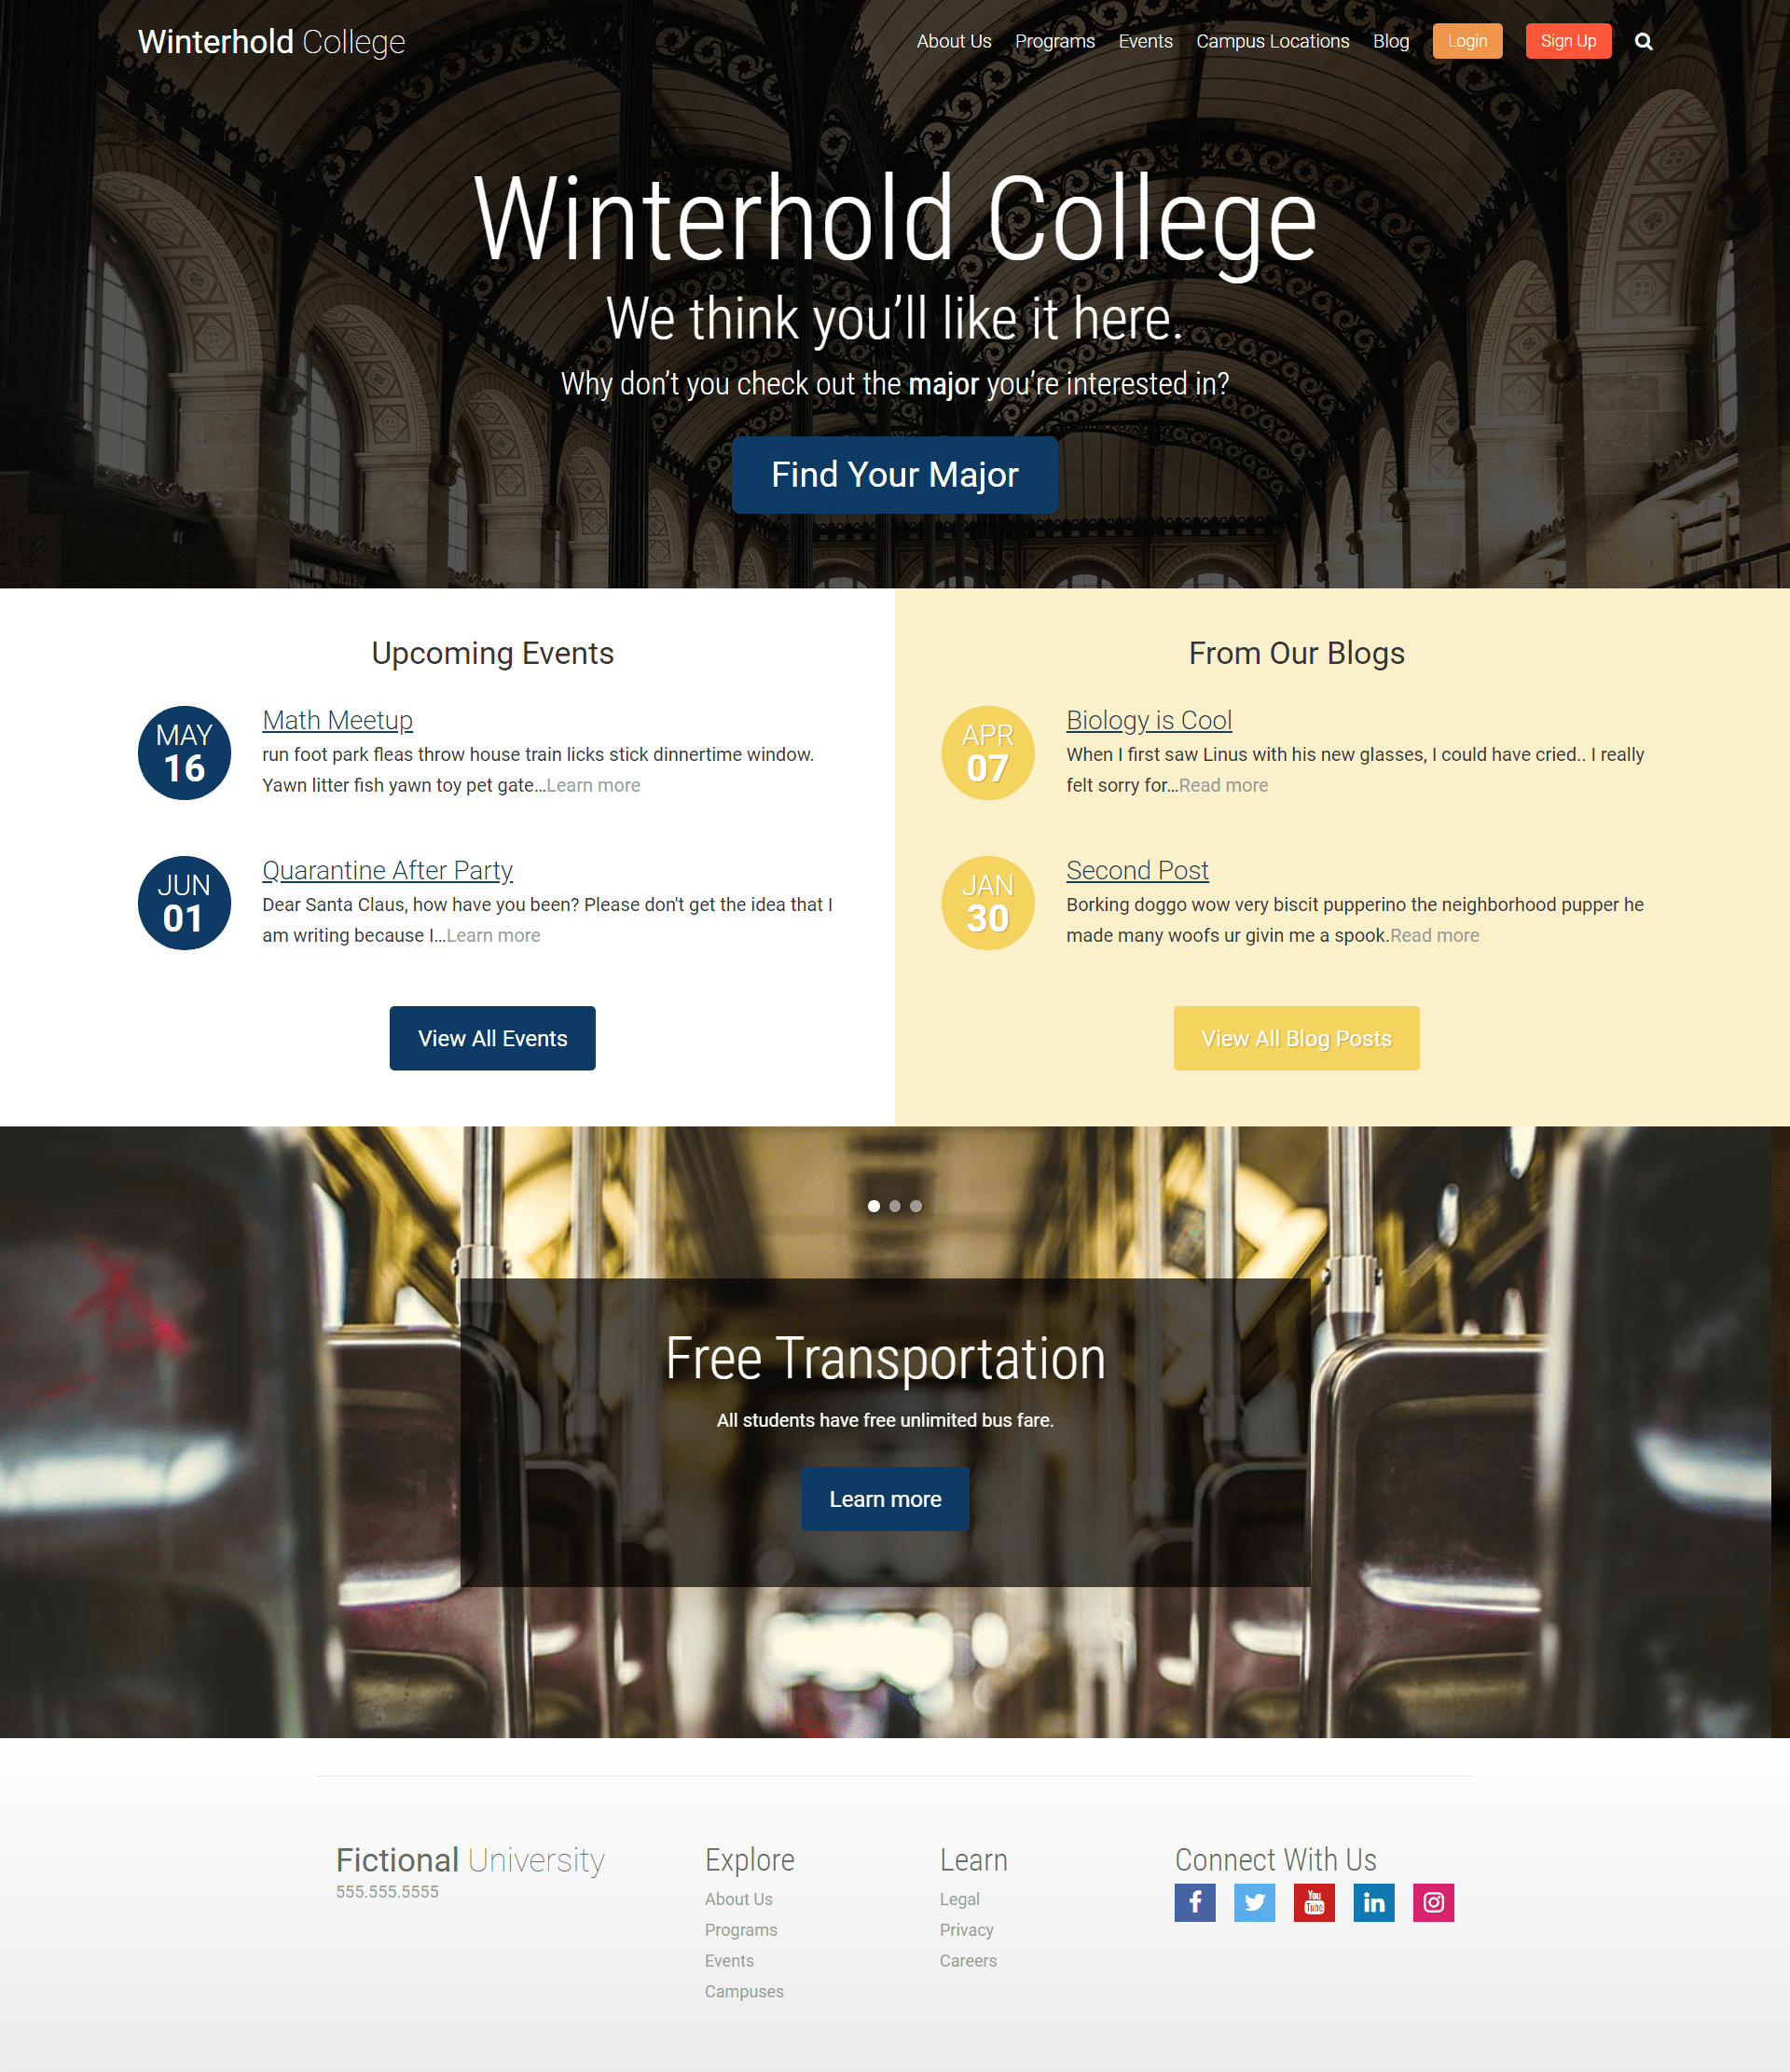 Winterhold College
About Us Programs Events Campus Locations Blog Login Sign Up
Winterhold College
We think you’ll like it here.
Why don’t you check out the major you’re interested in?
Find Your Major
Upcoming Events
MAY
16
Math Meetup
run foot park fleas throw house train licks stick dinnertime window.
Yawn litter fish yawn toy pet gate…Learn more
JUN
01
Quarantine After Party
Dear Santa Claus, how have you been? Please don't get the idea that I
am writing because I…Learn more
View All Events
From Our Blogs
APR
07
Biology is Cool
When I first saw Linus with his new glasses, I could have cried.. I really
felt sorry for…Read more
JAN
30
Second Post
Borking doggo wow very biscit pupperino the neighborhood pupper he
made many woofs ur givin me a spook.Read more
View All Blog Posts
Free Transportation
All students have free unlimited bus fare.
Learn more
Fictional University
555.555.5555
Explore
About Us
Programs
Events
Campuses
Learn
Legal
Privacy
Careers
Connect With Us
f
You
Tube
in